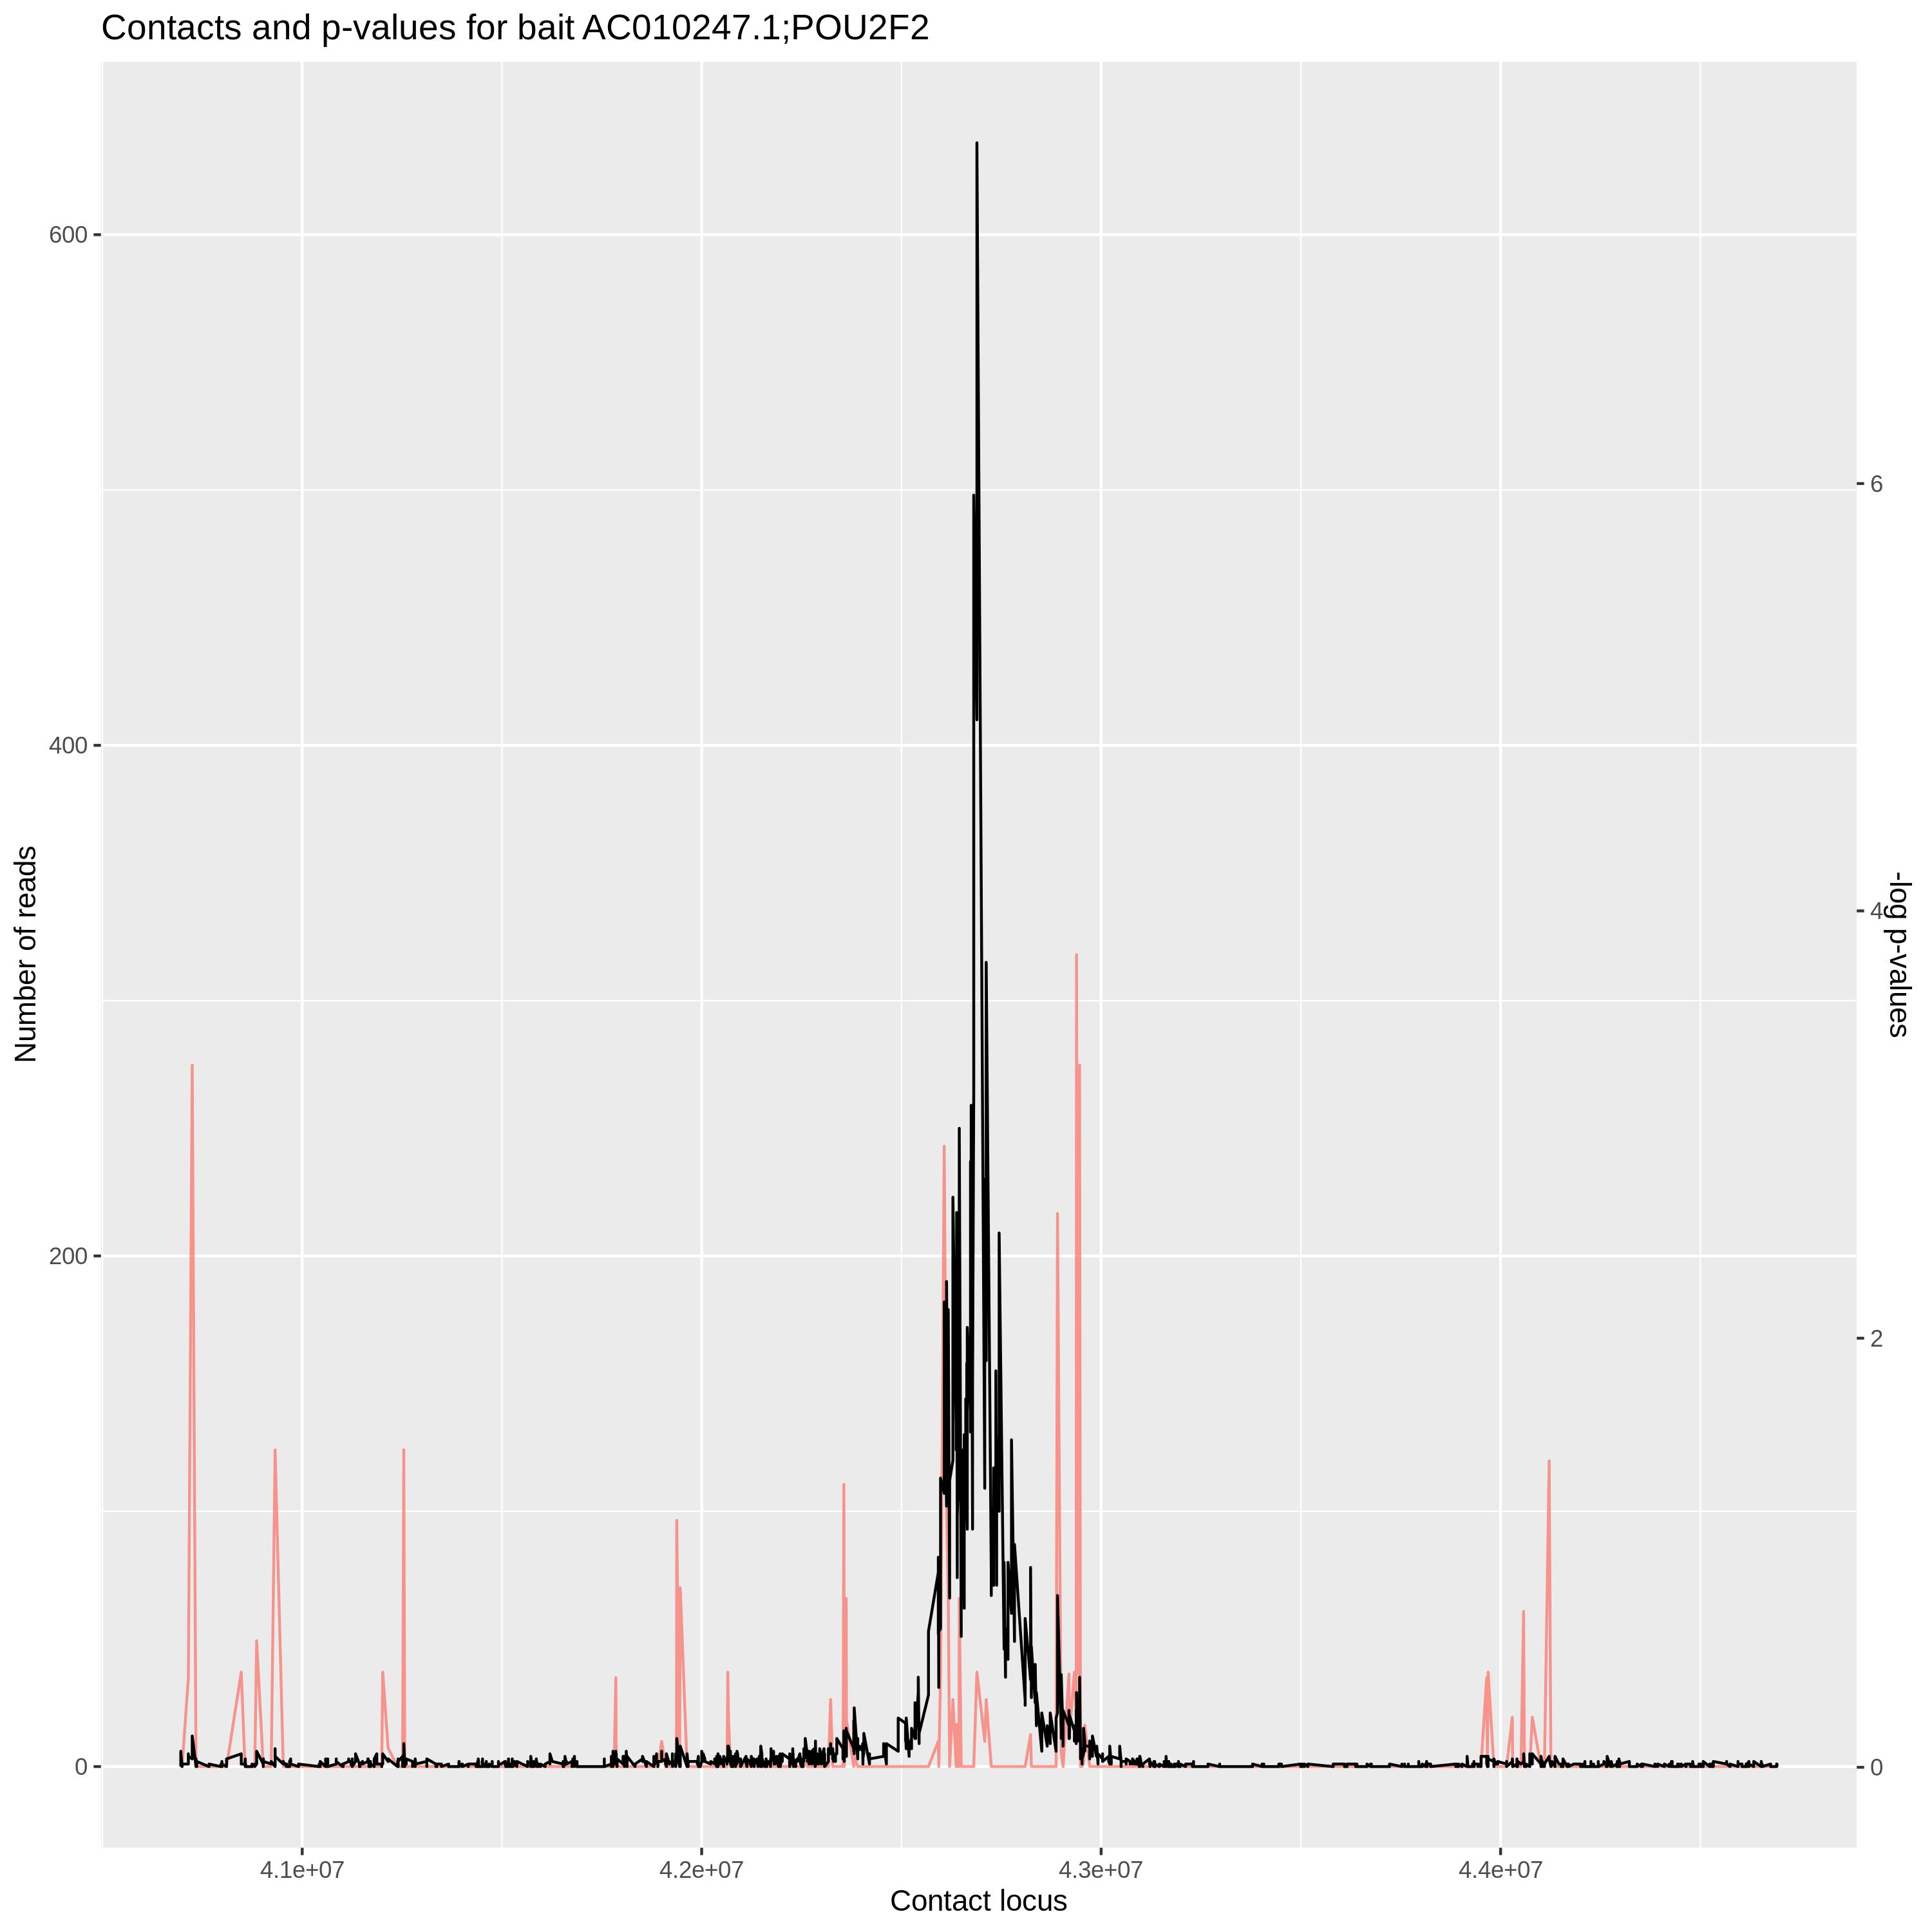 Contacts and p-values for bait AC010247.1;POU2F2
600
400
200
0
Number of reads
6
4
2
0
-log p-values
4.1e+07
4.2e+07
4.3e+07
4.4e+07
Contact locus